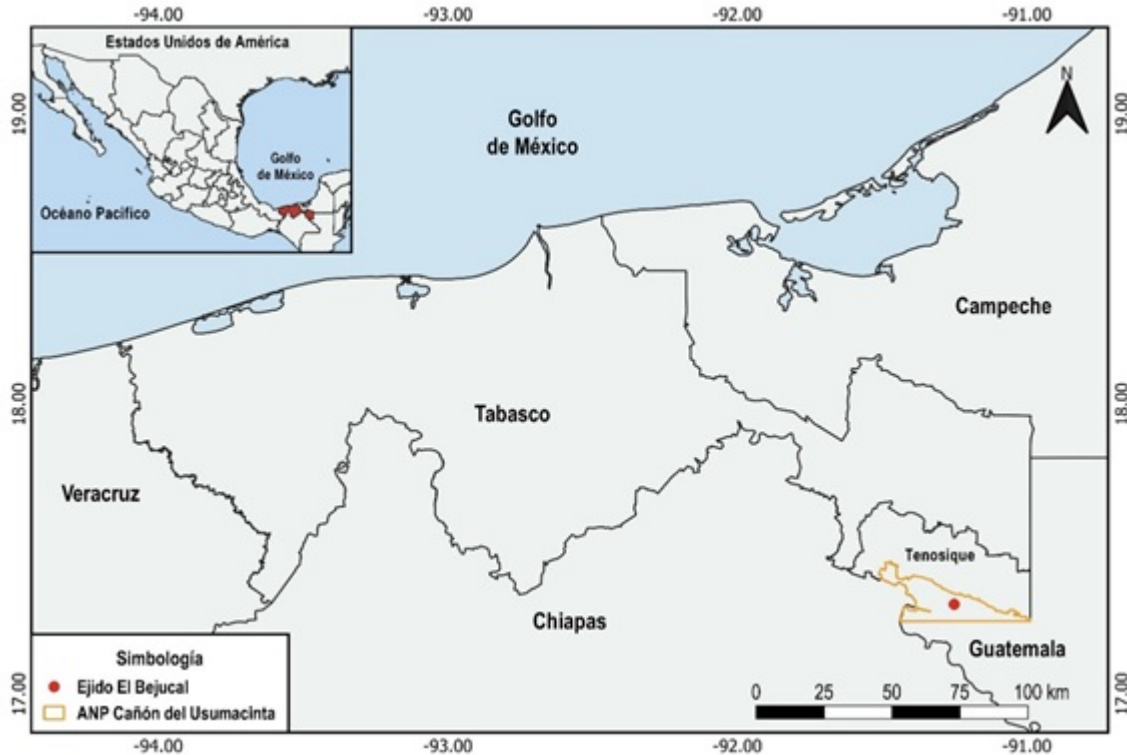 -94.00
-93.00
-92.00
-91.00
Estados Unidos de América
Golfo
de México
Océano Pacífico
N
19.00
19.00
Golfo
de México
Campeche
18.00
18.00
Tabasco
Veracruz
Tenosique
Chiapas
Guatemala
17.00
17.00
Simbología
Ejido El Bejucal
ANP Cañón del Usumacinta
0
25
50
75
100 km
-94.00
-93.00
-92.00
-91.00